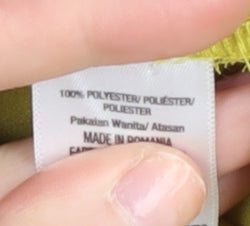 100% POLYESTER/ POLIÉSTER/
POLIESTER
Pakaian Wanita/ Atasan
MADE IN ROMANIA